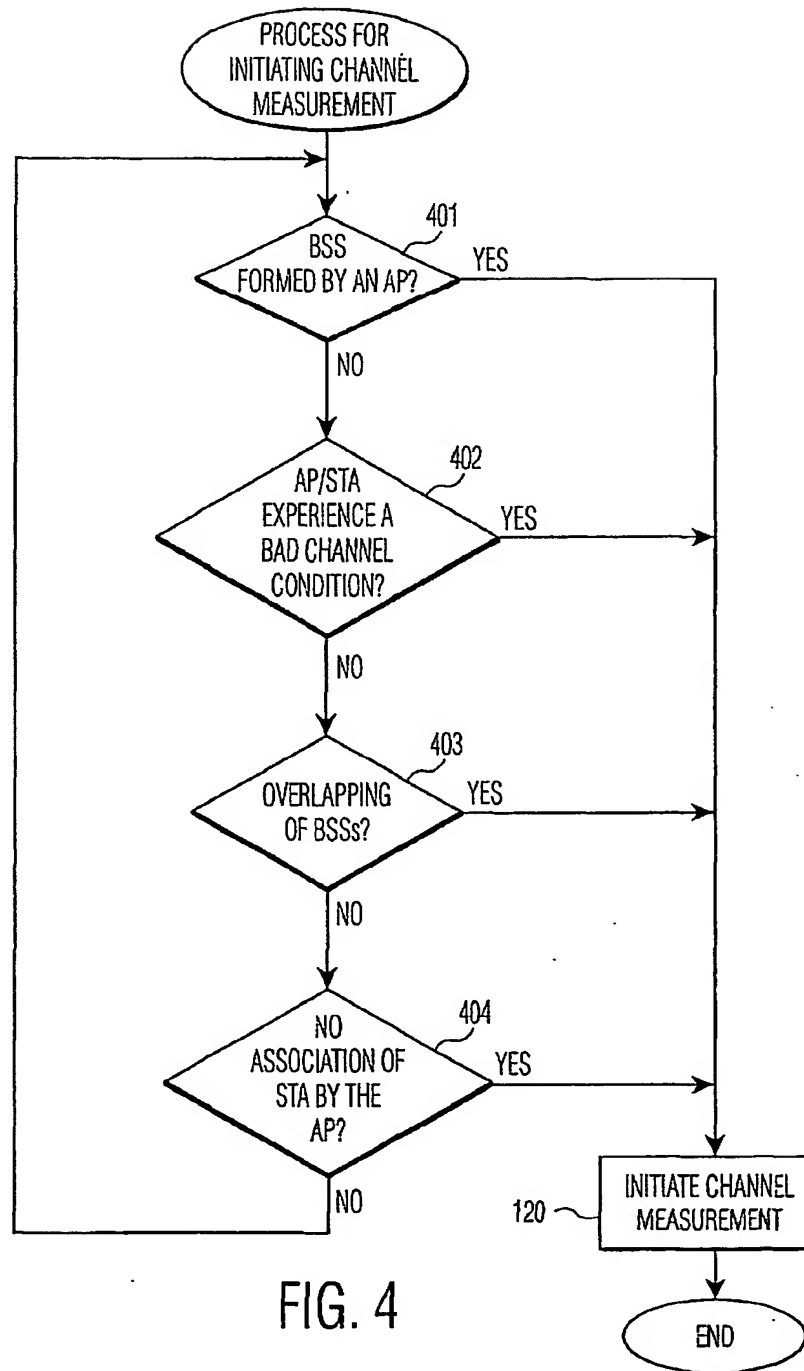 PROCESS FOR
INITIATING CHANNEL
MEASUREMENT
401
BSS
FORMED BY AN AP?
YES
NO
402
AP/STA
EXPERIENCE A
BAD CHANNEL
CONDITION?
YES
NO
403
OVERLAPPING
OF BSSs?
YES
NO
404
NO
ASSOCIATION OF
STA BY THE
AP?
YES
NO
120
INITIATE CHANNEL
MEASUREMENT
END
FIG. 4